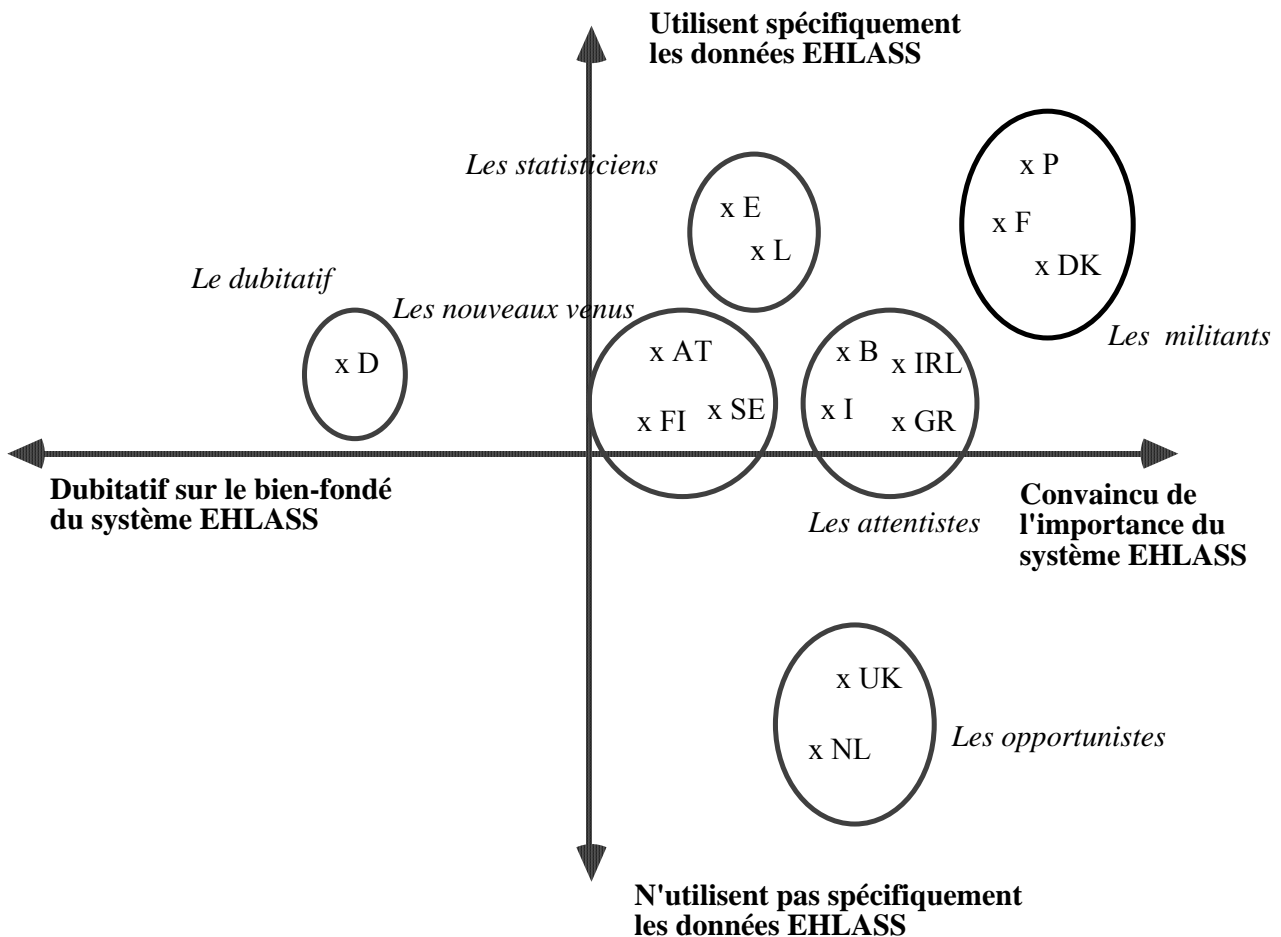 Utilisent spécifiquement
les données EHLASS
Les statisticiens
x P
x E
x F
x L
x DK
Le dubitatif
Les nouveaux venus
Les militants
x D
x AT
x B
x IRL
x FI
x SE
x I
x GR
Dubitatif sur le bien-fondé
du système EHLASS
Les attentistes
Convaincu de
l'importance du
système EHLASS
x UK
x NL
Les opportunistes
N'utilisent pas spécifiquement
les données EHLASS